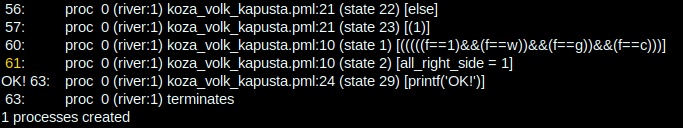 56: proc 0 (river:1) koza_volk_kapusta.pml:21 (state 22) [else]
57: proc 0 (river:1) koza_volk_kapusta.pml:21 (state 23) [(1)]
60: proc 0 (river:1) koza_volk_kapusta.pml:10 (state 1) [(((((f==1)&&(f==w))&&(f==g))&&(f==c)))]
61: proc 0 (river:1) koza_volk_kapusta.pml:10 (state 2) [all_right_side = 1]
OK! 63: proc 0 (river:1) koza_volk_kapusta.pml:24 (state 29) [printf('OK!')]
63: proc 0 (river:1) terminates
1 processes created